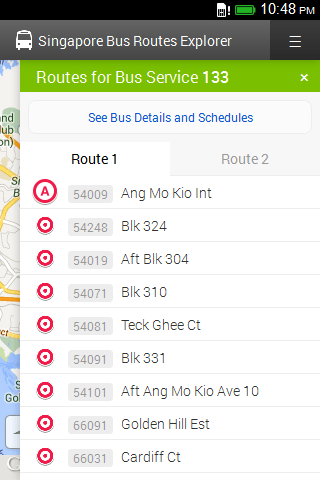 10:48 PM
Singapore Bus Routes Explorer
Routes for Bus Service 133 ×
See Bus Details and Schedules
Route 1 Route 2
A 54009 Ang Mo Kio Int
54248 Blk 324
54019 Aft Blk 304
54071 Blk 310
54081 Teck Ghee Ct
54091 Blk 331
54101 Aft Ang Mo Kio Ave 10
66091 Golden Hill Est
66031 Cardiff Ct